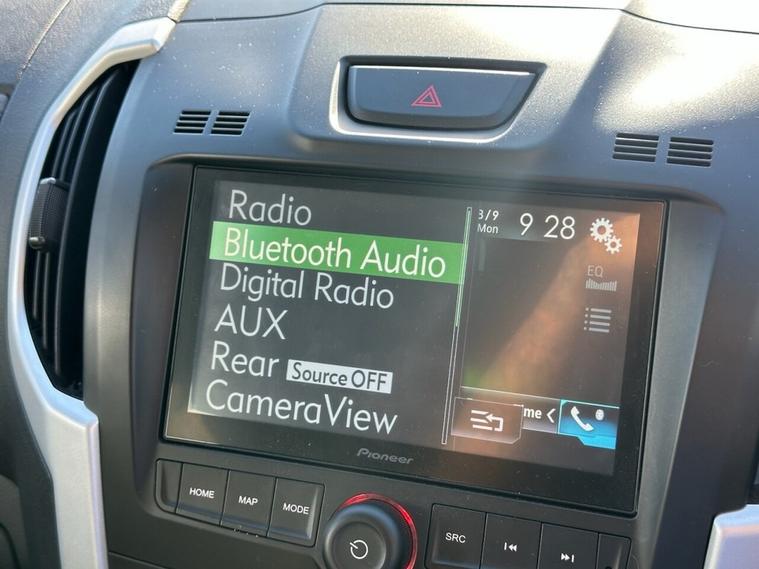 Radio
Bluetooth Audio
Digital Radio
AUX
Rear Source OFF
CameraView
3/9
Mon
9 28
EQ
me <
Pioneer
HOME
MAP
MODE
SRC